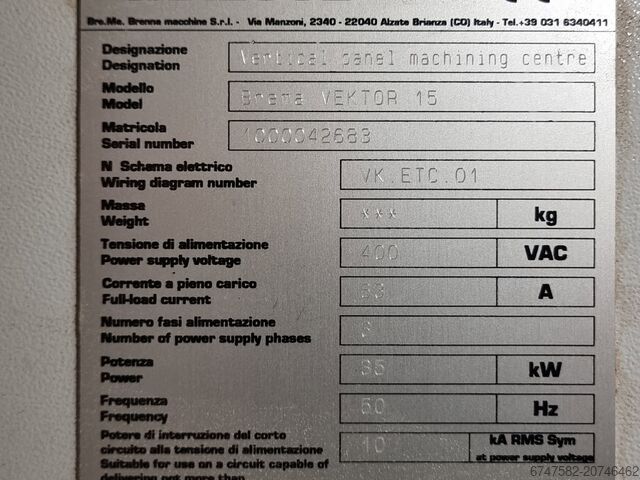 Bre.Ma. Brenna macchine S.r.l. - Via Manzoni, 2340 - 22040 Alzate Brianza (CO) Italy - Tel.+39 031 6340411
Designazione
Designation
Vertical panel machining centre
Modello
Model
Brema VEKTOR 15
Matricola
Serial number
1000042683
N Schema elettrico
Wiring diagram number
VK.ETC.01
Massa
Weight
*** kg
Tensione di alimentazione
Power supply voltage
400 VAC
Corrente a pieno carico
Full-load current
63 A
Numero fasi alimentazione
Number of power supply phases
3
Potenza
Power
35 kW
Frequenza
Frequency
50 Hz
Potere di interruzione del corto
circuito alla tensione di alimentazione
Suitable for use on a circuit capable of
delivering not more than
10 kA RMS Sym
at power supply voltage
6747582-20746462